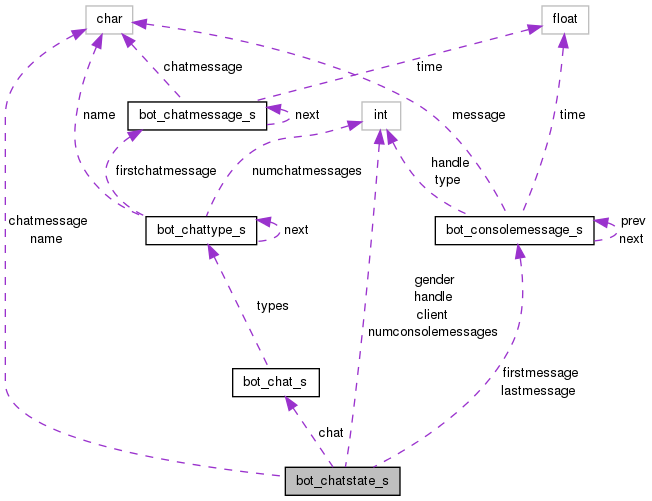 char
float
chatmessage
time
bot_chatmessage_s
next
int
name
message
time
firstchatmessage
numchatmessages
handle
type
chatmessage
name
bot_chattype_s
next
bot_consolemessage_s
prev
next
gender
handle
client
numconsolemessages
types
bot_chat_s
firstmessage
lastmessage
chat
bot_chatstate_s